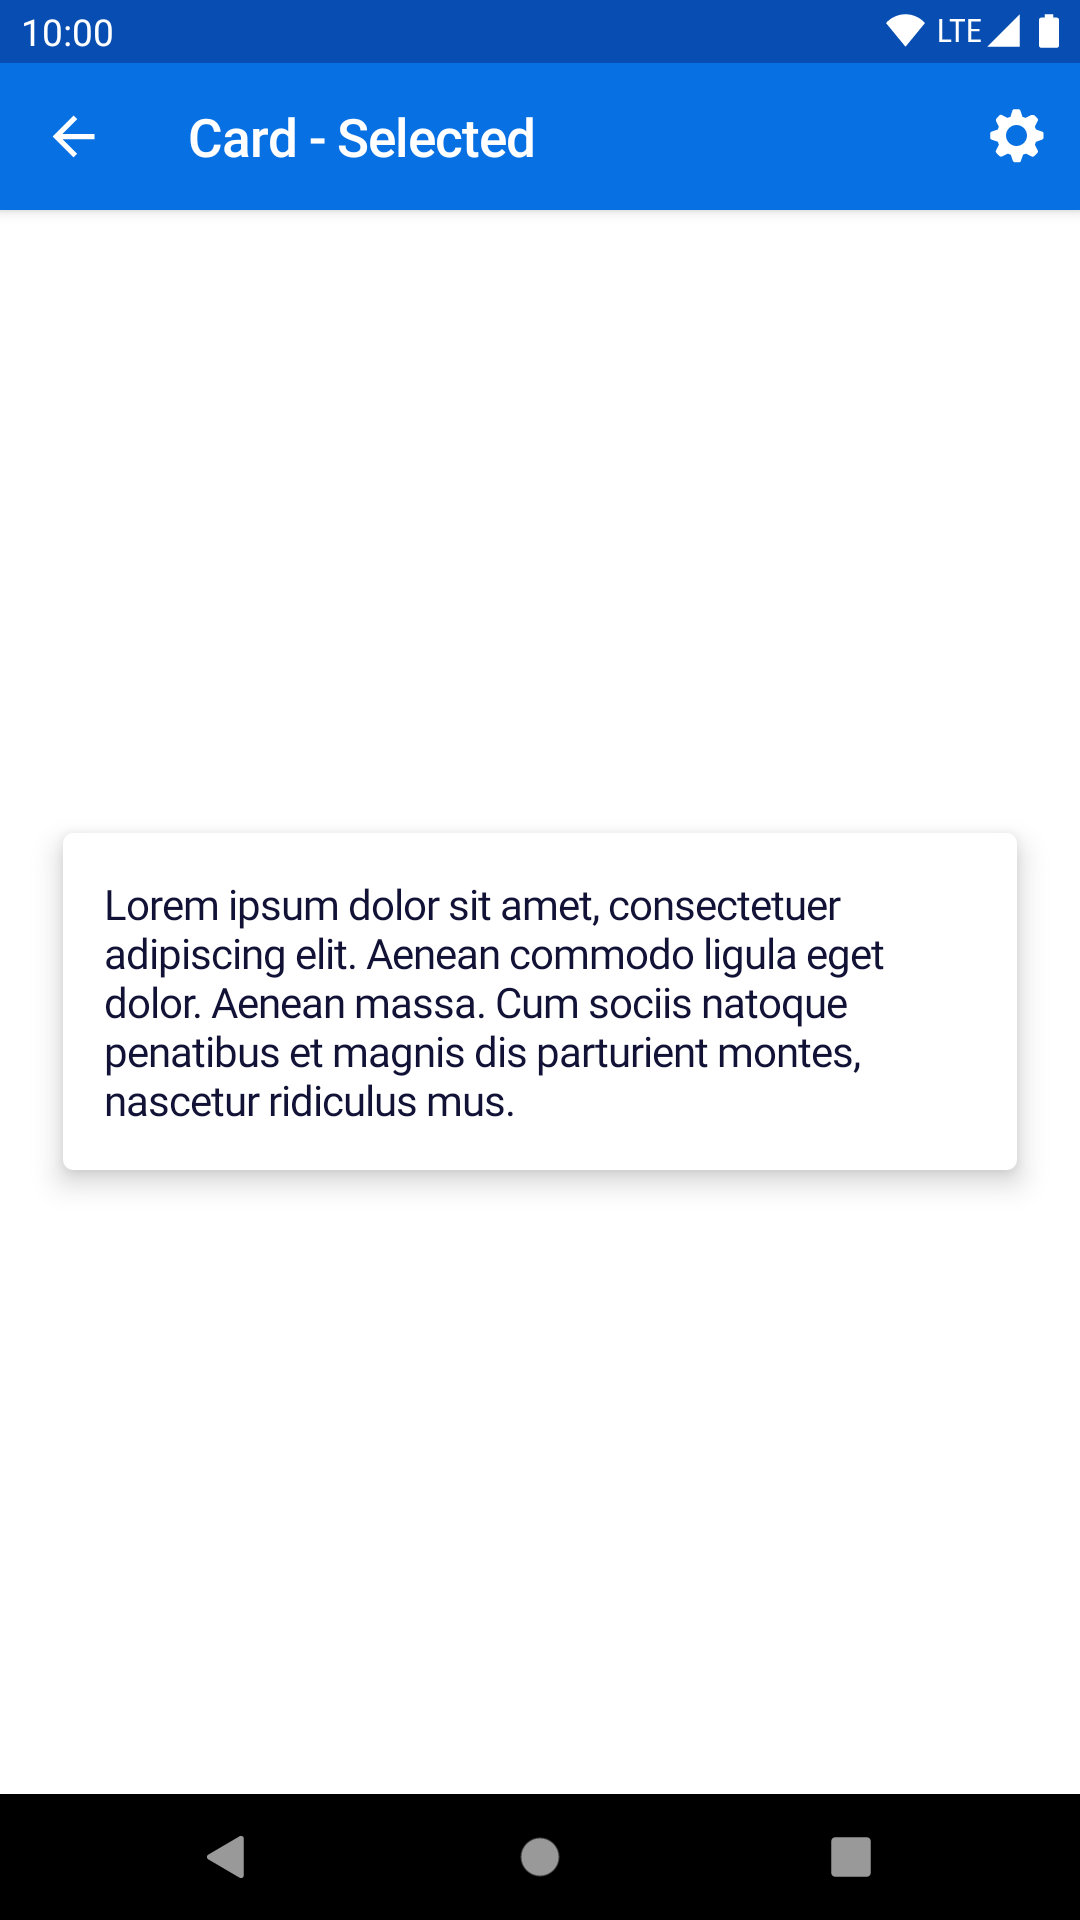 10:00 LTE
Card - Selected
Lorem ipsum dolor sit amet, consectetuer
adipiscing elit. Aenean commodo ligula eget
dolor. Aenean massa. Cum sociis natoque
penatibus et magnis dis parturient montes,
nascetur ridiculus mus.